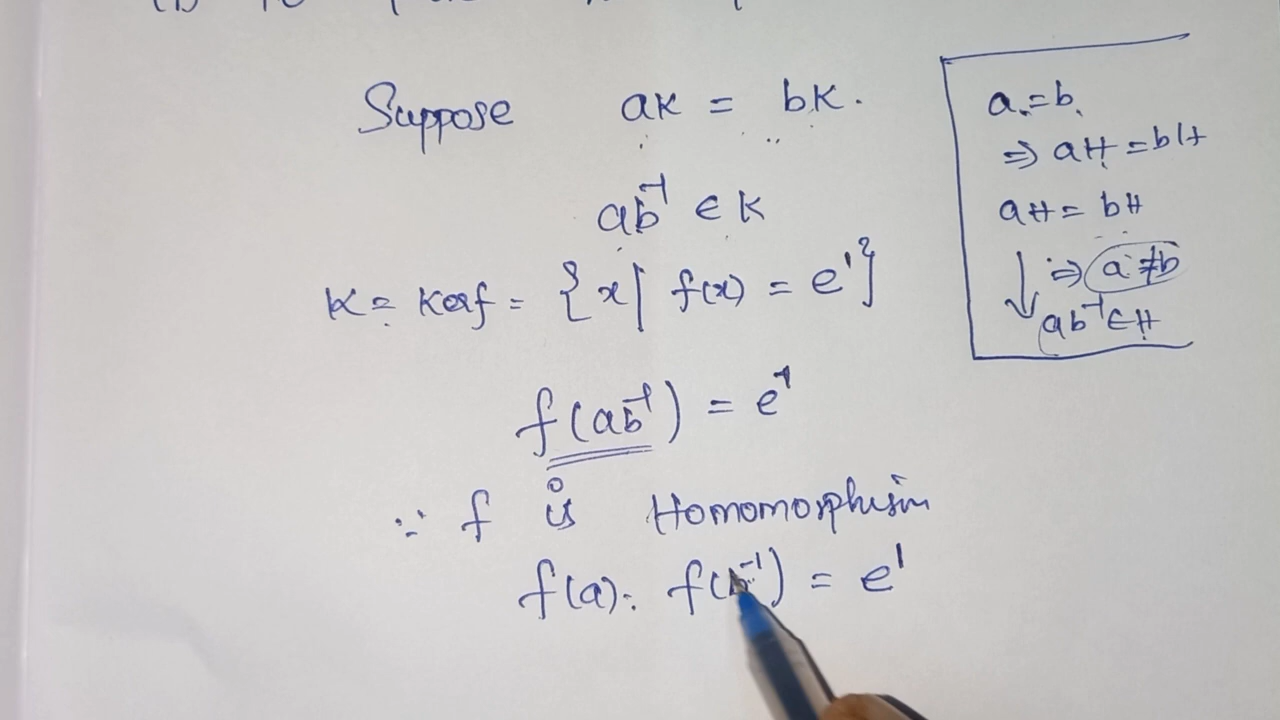 Suppose aK = bK.
ab⁻¹ ∈ K
K = Kerf = {x| f(x) = e'}
f(ab⁻¹) = e'
∵ f is Homomorphism
f(a). f(b⁻¹) = e'
a = b
⇒ aH = bH
aH = bH
↓ ⇒ a ≠ b
ab⁻¹ ∈ H